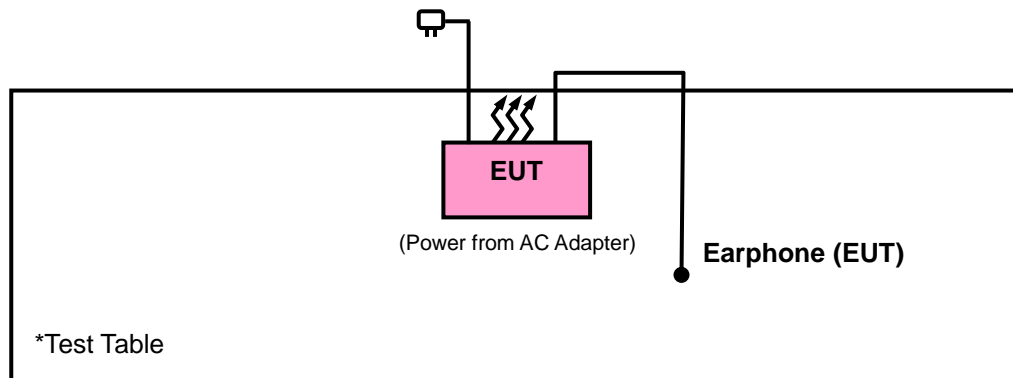 EUT
(Power from AC Adapter)
Earphone (EUT)
*Test Table